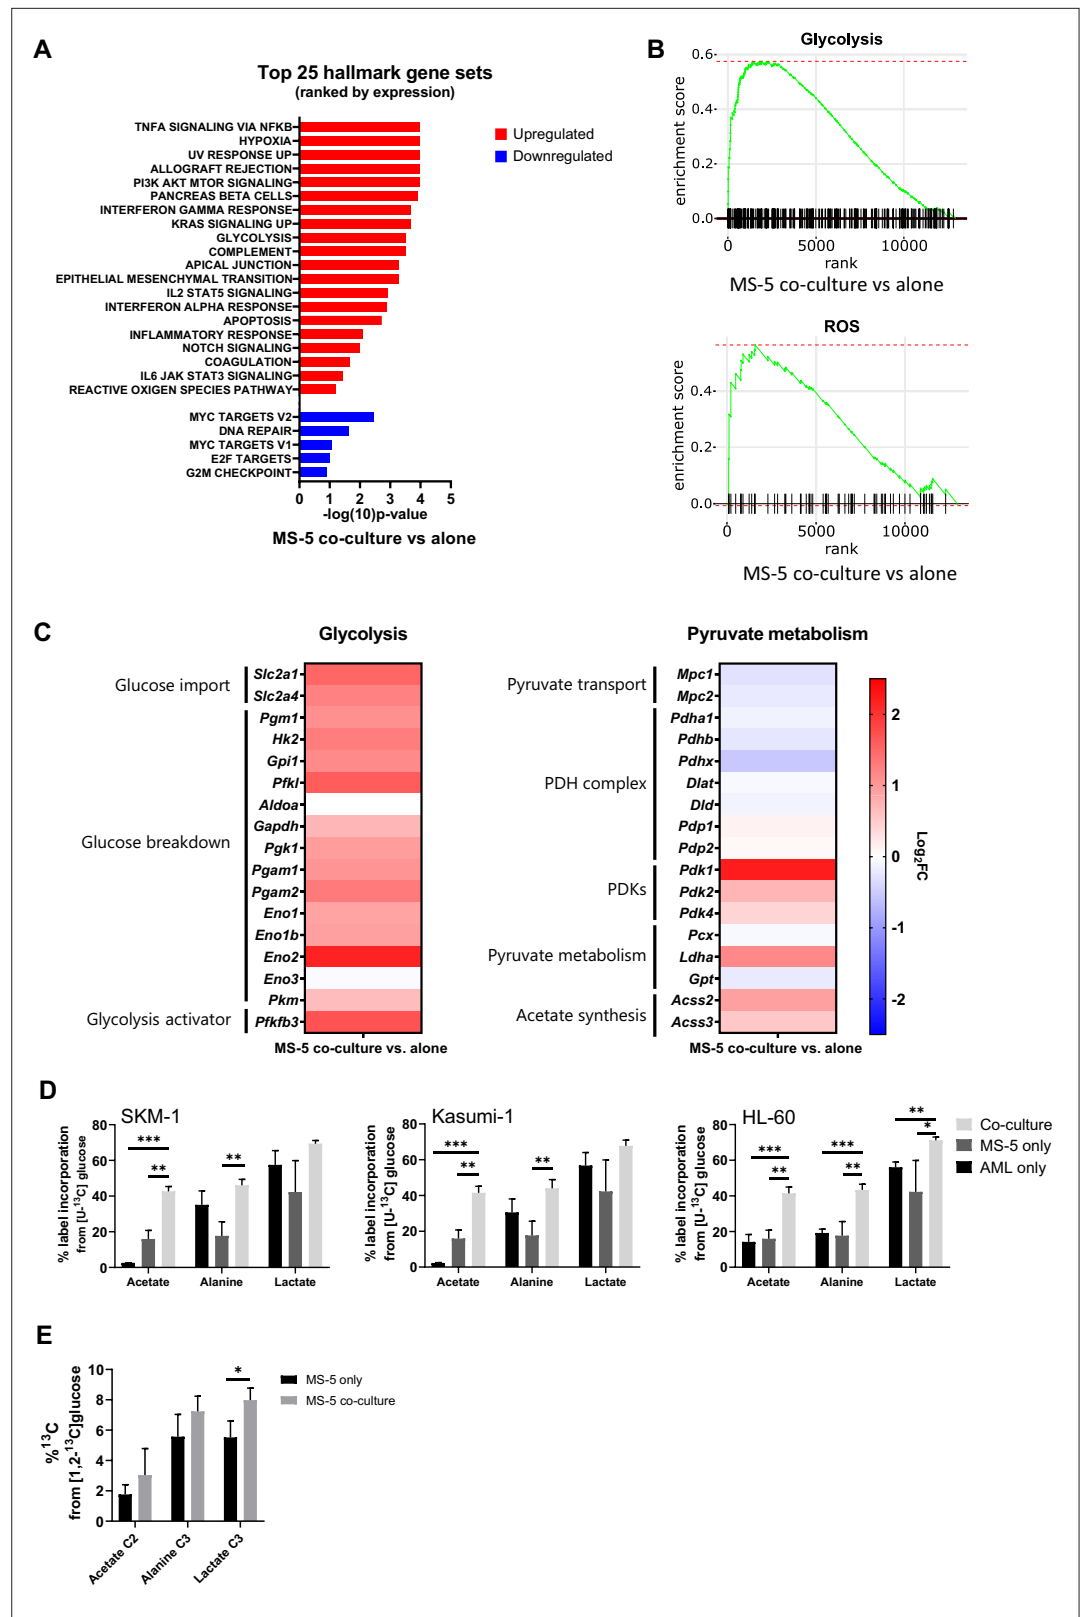 A
Top 25 hallmark gene sets
(ranked by expression)
TNFA SIGNALING VIA NFKB
HYPOXIA
UV RESPONSE UP
ALLOGRAFT REJECTION
PI3K AKT MTOR SIGNALING
PANCREAS BETA CELLS
INTERFERON GAMMA RESPONSE
KRAS SIGNALING UP
GLYCOLYSIS
COMPLEMENT
APICAL JUNCTION
EPITHELIAL MESENCHYMAL TRANSITION
IL2 STAT5 SIGNALING
INTERFERON ALPHA RESPONSE
APOPTOSIS
INFLAMMATORY RESPONSE
NOTCH SIGNALING
COAGULATION
IL6 JAK STAT3 SIGNALING
REACTIVE OXIGEN SPECIES PATHWAY
MYC TARGETS V2
DNA REPAIR
MYC TARGETS V1
E2F TARGETS
G2M CHECKPOINT
0 1 2 3 4 5
-log(10)p-value
MS-5 co-culture vs alone
Upregulated
Downregulated
B
Glycolysis
enrichment score
0.6
0.4
0.2
0.0
0 5000 10000
rank
MS-5 co-culture vs alone
ROS
enrichment score
0.4
0.2
0.0
0 5000 10000
rank
MS-5 co-culture vs alone
C
Glycolysis
Glucose import
Glucose breakdown
Glycolysis activator
Slc2a1
Slc2a4
Pgm1
Hk2
Gpi1
Pfkl
Aldoa
Gapdh
Pgk1
Pgam1
Pgam2
Eno1
Eno1b
Eno2
Eno3
Pkm
Pfkfb3
MS-5 co-culture vs. alone
Pyruvate metabolism
Pyruvate transport
PDH complex
PDKs
Pyruvate metabolism
Acetate synthesis
Mpc1
Mpc2
Pdha1
Pdhb
Pdhx
Dlat
Dld
Pdp1
Pdp2
Pdk1
Pdk2
Pdk4
Pcx
Ldha
Gpt
Acss2
Acss3
MS-5 co-culture vs. alone
2
1
0
-1
-2
Log₂FC
D
SKM-1
% label incorporation
from [U-¹³C] glucose
80
60
40
20
0
***
**
**
Acetate Alanine Lactate
Kasumi-1
% label incorporation
from [U-¹³C] glucose
80
60
40
20
0
***
**
**
Acetate Alanine Lactate
HL-60
% label incorporation
from [U-¹³C] glucose
80
60
40
20
0
***
**
***
**
**
*
Acetate Alanine Lactate
Co-culture
MS-5 only
AML only
E
%¹³C
from [1,2-¹³C]glucose
10
8
6
4
2
0
*
Acetate C2
Alanine C3
Lactate C3
MS-5 only
MS-5 co-culture